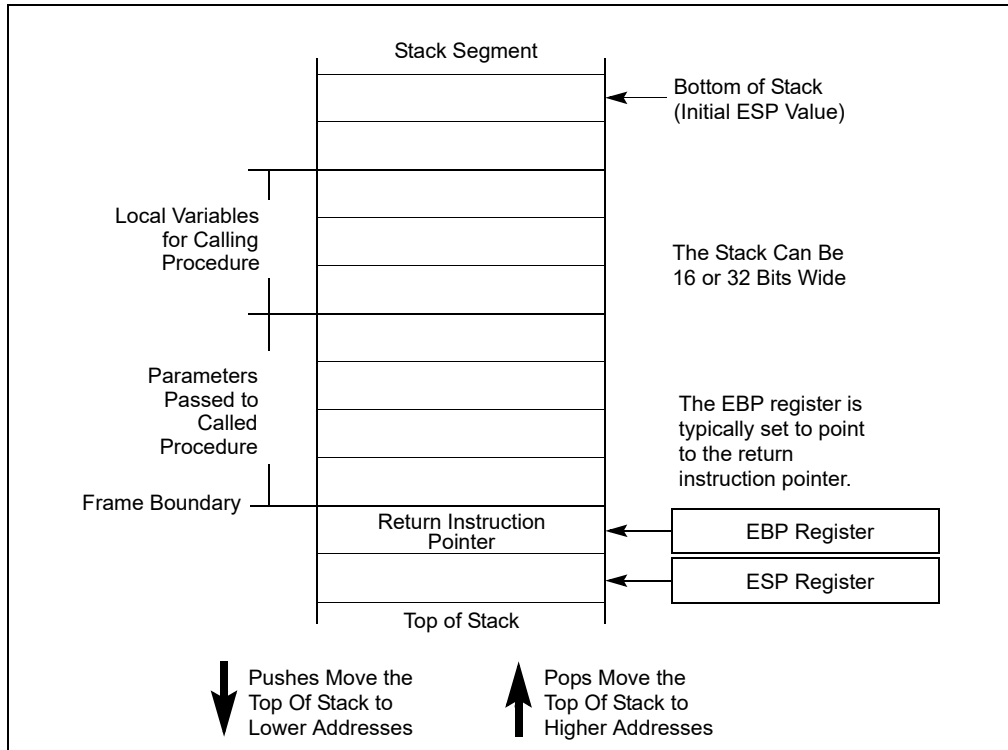 Stack Segment
Bottom of Stack
(Initial ESP Value)
Local Variables
for Calling
Procedure
The Stack Can Be
16 or 32 Bits Wide
Parameters
Passed to
Called
Procedure
The EBP register is
typically set to point
to the return
instruction pointer.
Frame Boundary
Return Instruction
Pointer
EBP Register
ESP Register
Top of Stack
Pushes Move the
Top Of Stack to
Lower Addresses
Pops Move the
Top Of Stack to
Higher Addresses